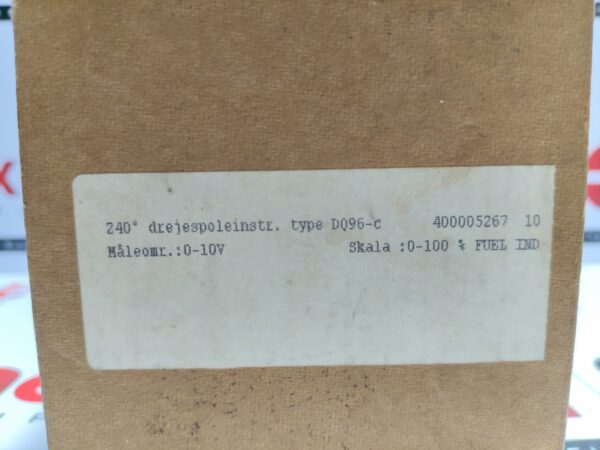 240° drejespoleinstr. type DQ96-c 400005267 10
Måleomr.:0-10V Skala :0-100 % FUEL IND